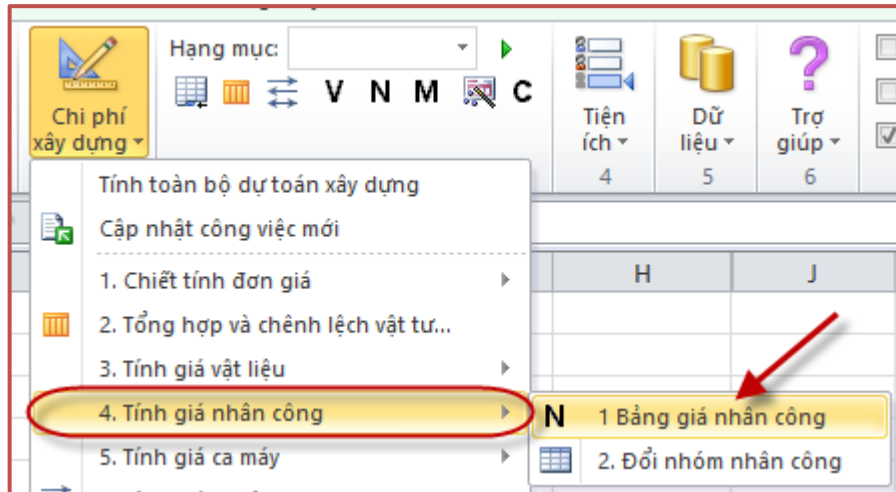 Hạng mục:
V N M C
Chi phí
xây dựng
Tiện
ích
Dữ
liệu
Trợ
giúp
4 5 6
Tính toàn bộ dự toán xây dựng
Cập nhật công việc mới
H J
1. Chiết tính đơn giá
2. Tổng hợp và chênh lệch vật tư...
3. Tính giá vật liệu
4. Tính giá nhân công
N 1 Bảng giá nhân công
5. Tính giá ca máy
2. Đổi nhóm nhân công